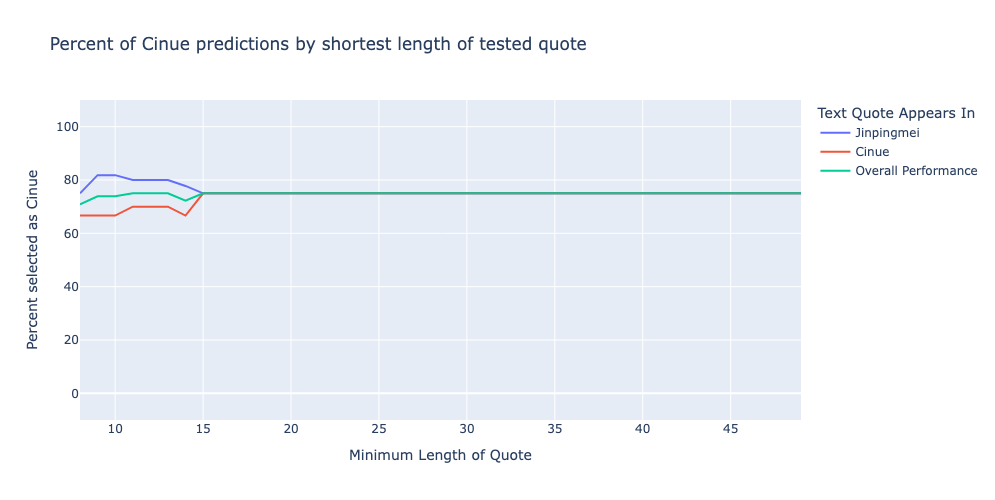 Percent of Cinue predictions by shortest length of tested quote
Text Quote Appears In
Jinpingmei
Cinue
Overall Performance
Percent selected as Cinue
100
80
60
40
20
0
10 15 20 25 30 35 40 45
Minimum Length of Quote